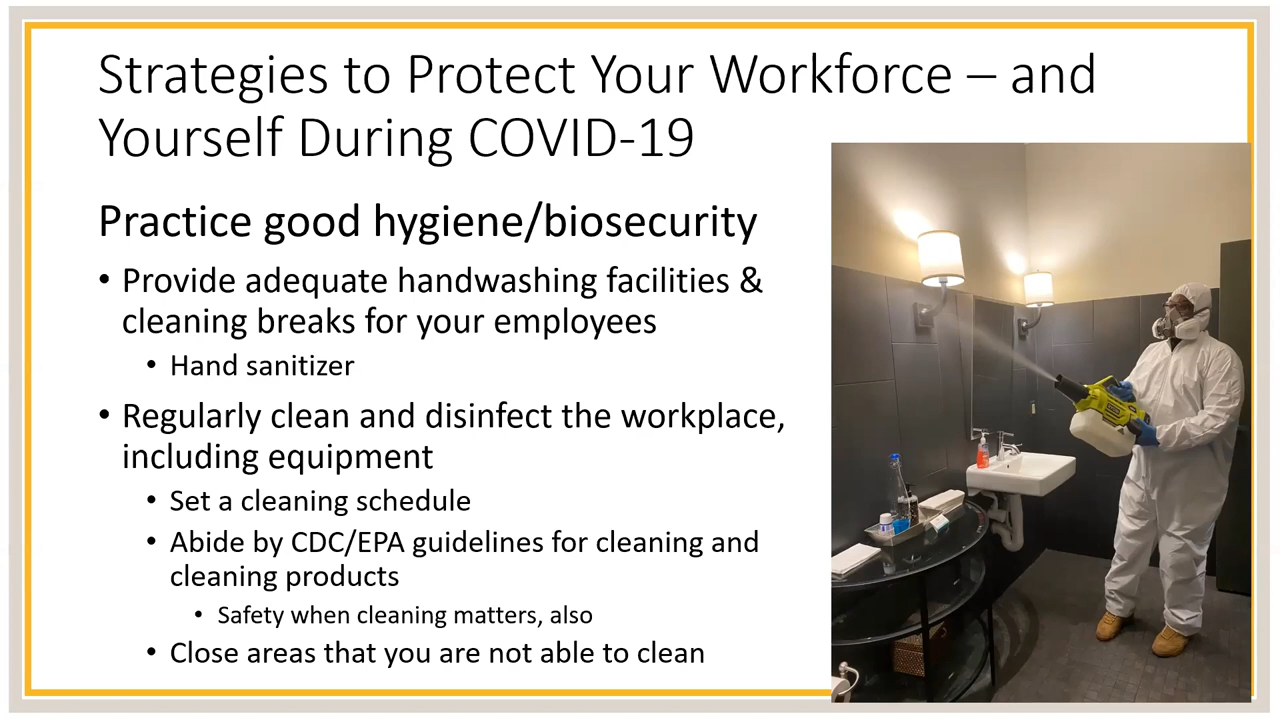 Strategies to Protect Your Workforce – and
Yourself During COVID-19
Practice good hygiene/biosecurity
• Provide adequate handwashing facilities &
cleaning breaks for your employees
• Hand sanitizer
• Regularly clean and disinfect the workplace,
including equipment
• Set a cleaning schedule
• Abide by CDC/EPA guidelines for cleaning and
cleaning products
• Safety when cleaning matters, also
• Close areas that you are not able to clean